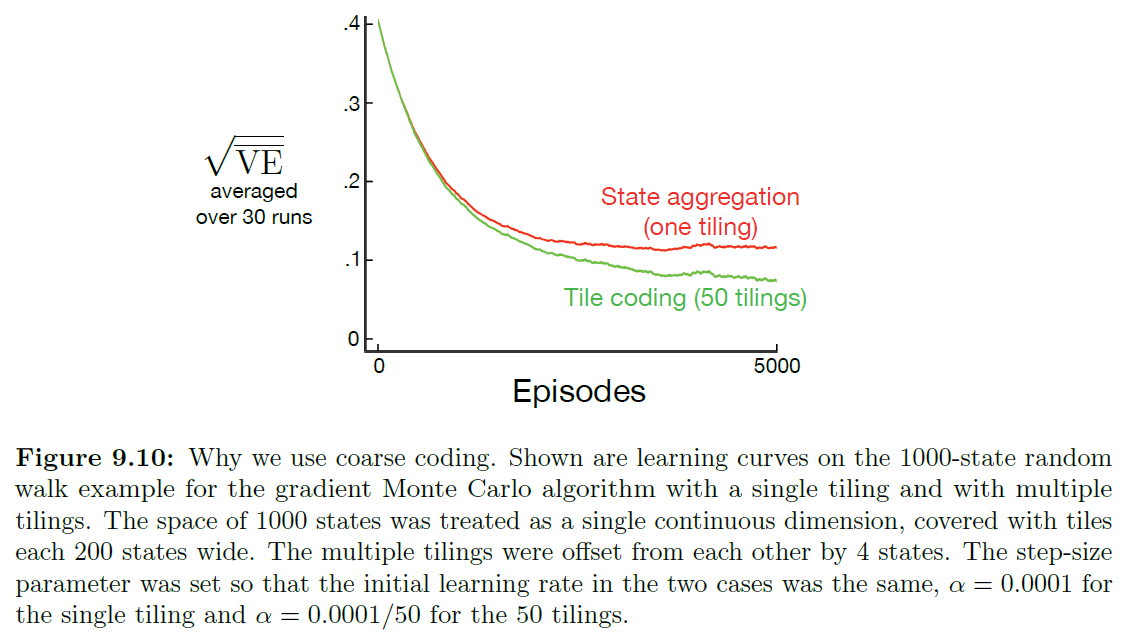 .4
.3
.2
.1
0
√VE
averaged
over 30 runs
State aggregation
(one tiling)
Tile coding (50 tilings)
0
5000
Episodes
Figure 9.10: Why we use coarse coding. Shown are learning curves on the 1000-state random
walk example for the gradient Monte Carlo algorithm with a single tiling and with multiple
tilings. The space of 1000 states was treated as a single continuous dimension, covered with tiles
each 200 states wide. The multiple tilings were offset from each other by 4 states. The step-size
parameter was set so that the initial learning rate in the two cases was the same, α = 0.0001 for
the single tiling and α = 0.0001/50 for the 50 tilings.